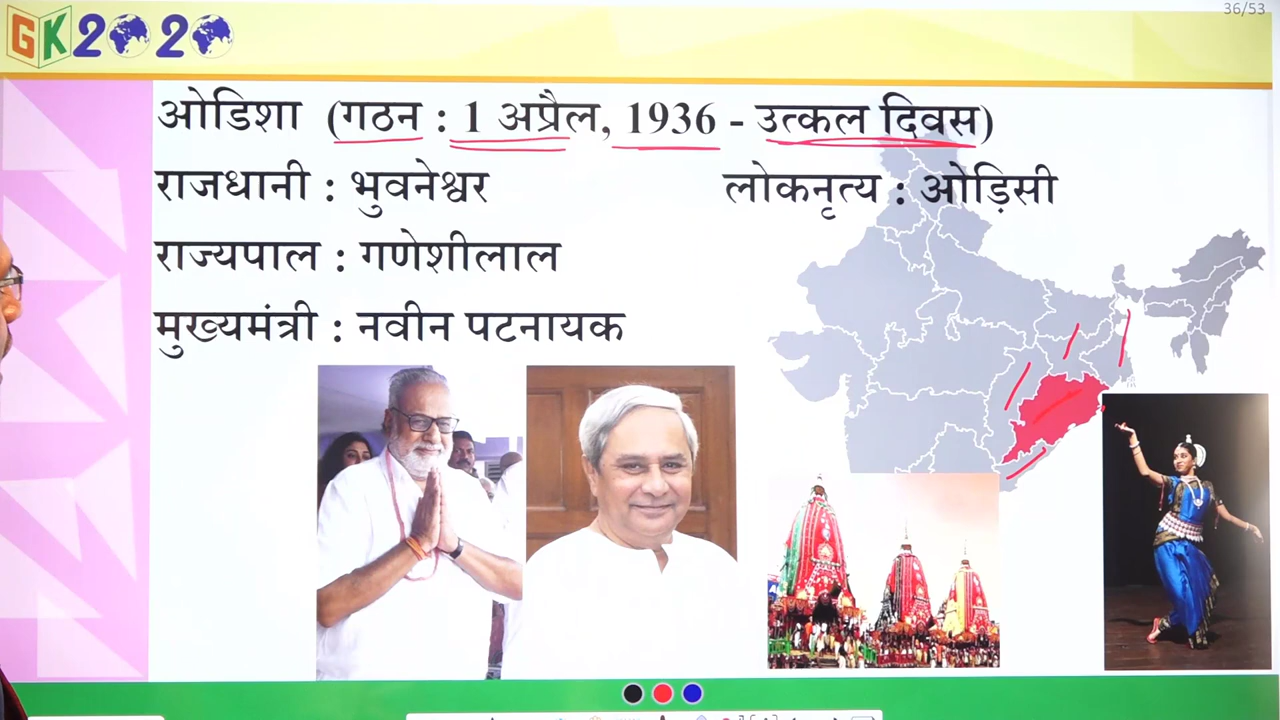 36/53
GK2020
ओडिशा (गठन : 1 अप्रैल, 1936 - उत्कल दिवस)
राजधानी : भुवनेश्वर
लोकनृत्य : ओड़िसी
राज्यपाल : गणेशीलाल
मुख्यमंत्री : नवीन पटनायक